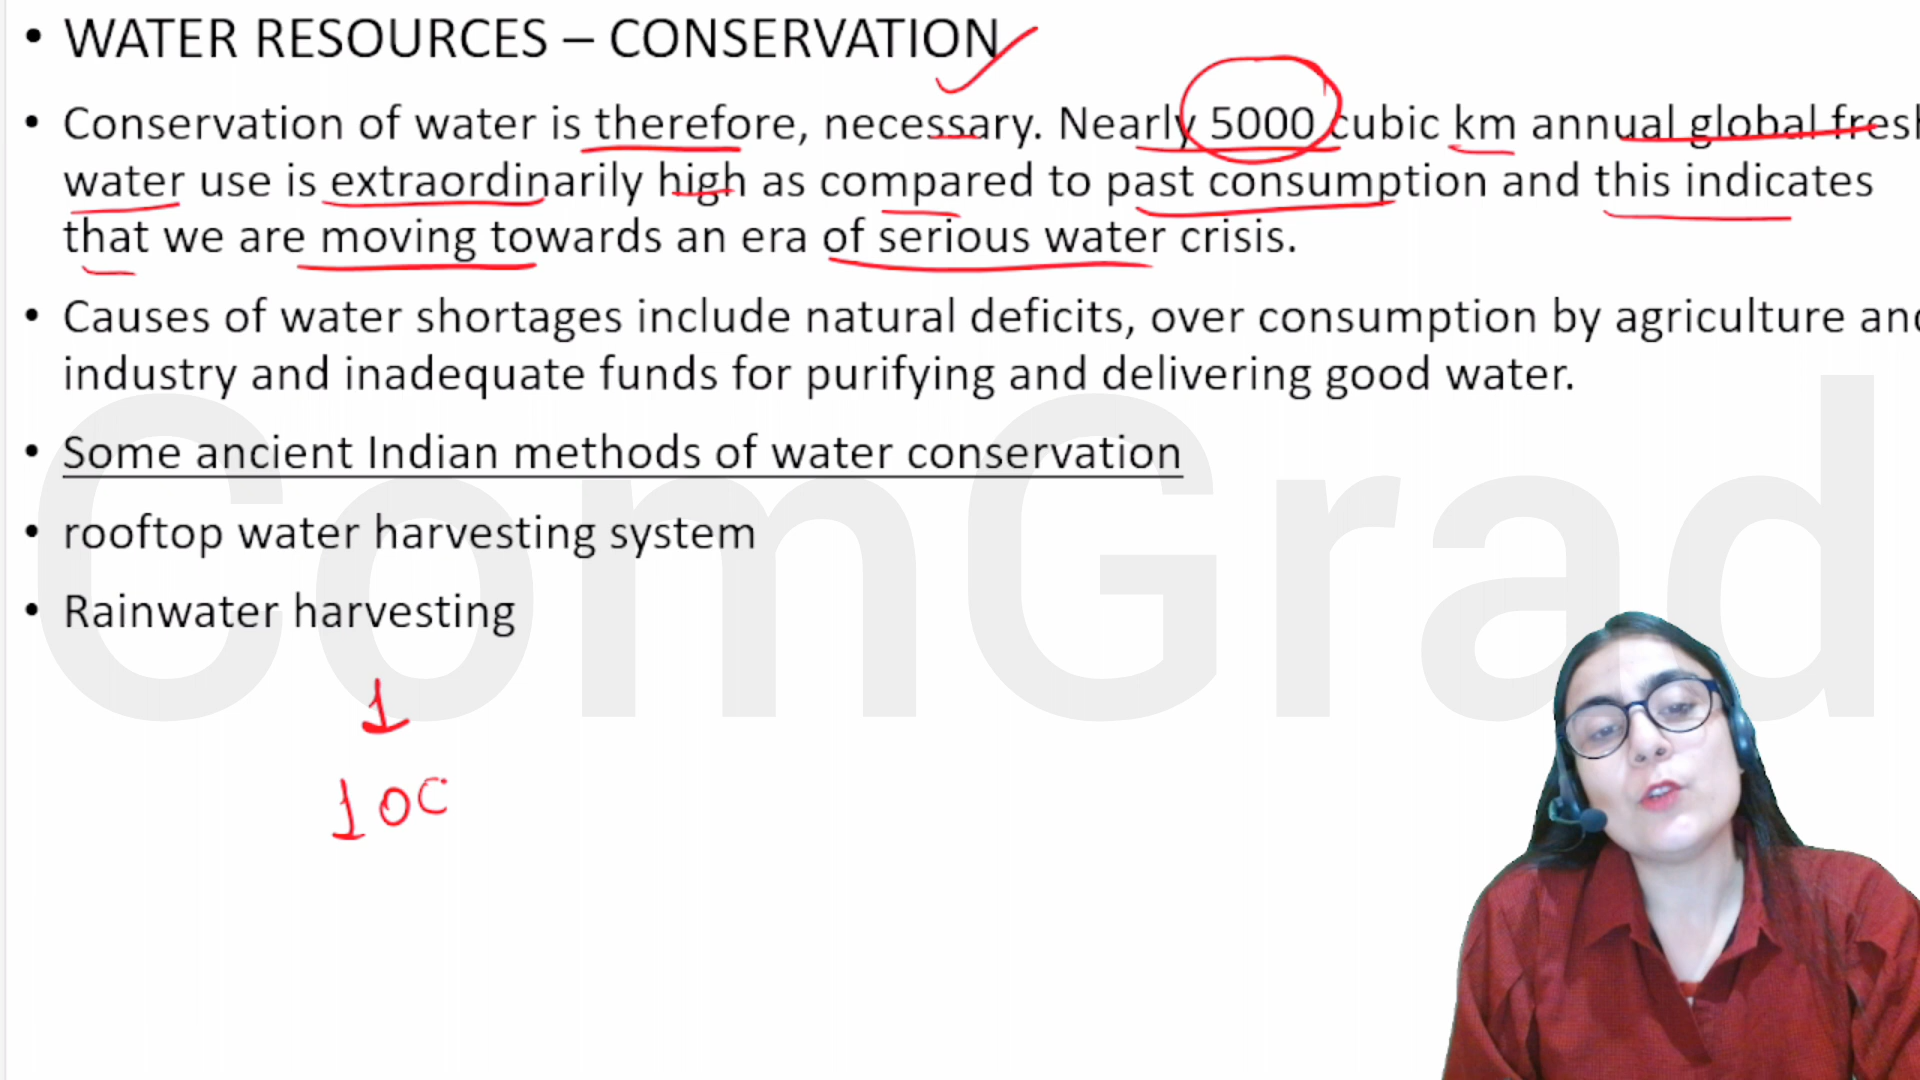 • WATER RESOURCES – CONSERVATION
• Conservation of water is therefore, necessary. Nearly 5000 cubic km annual global fresh
water use is extraordinarily high as compared to past consumption and this indicates
that we are moving towards an era of serious water crisis.
• Causes of water shortages include natural deficits, over consumption by agriculture and
industry and inadequate funds for purifying and delivering good water.
• Some ancient Indian methods of water conservation
• rooftop water harvesting system
• Rainwater harvesting
ComGrad
1